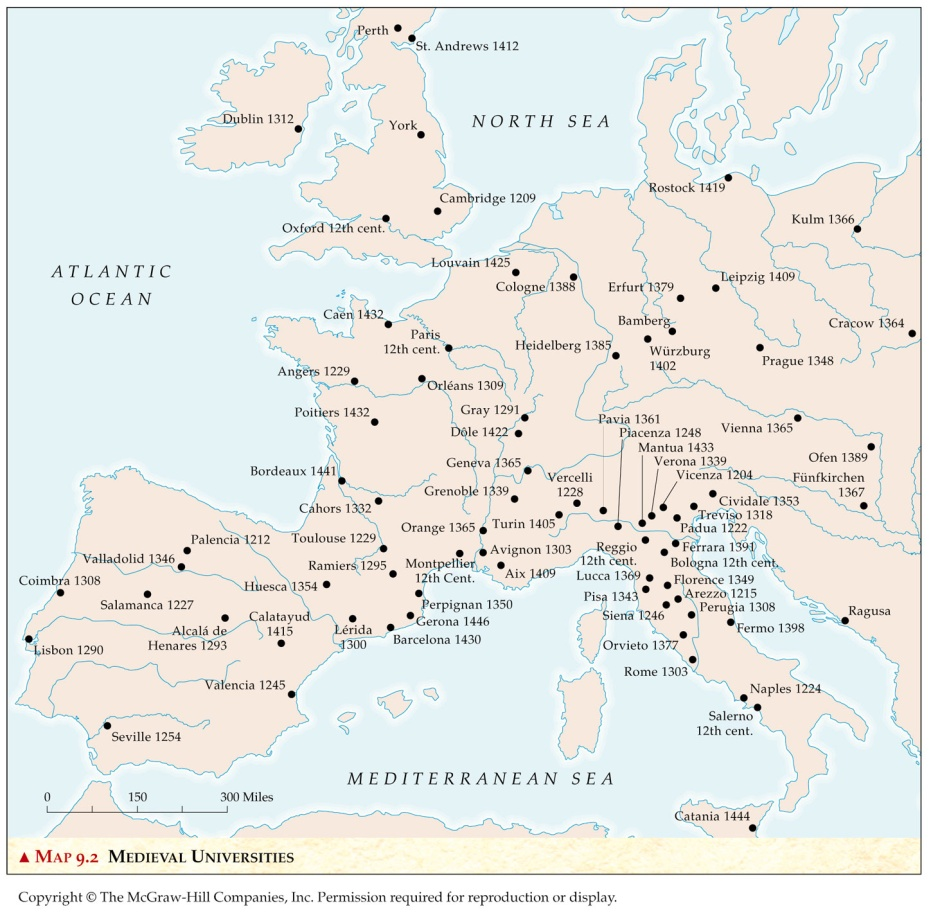 Perth
St. Andrews 1412
Dublin 1312
York
NORTH SEA
Cambridge 1209
Oxford 12th cent.
Rostock 1419
Kulm 1366
ATLANTIC
OCEAN
Louvain 1425
Cologne 1388
Erfurt 1379
Leipzig 1409
Caen 1432
Paris
12th cent.
Heidelberg 1385
Bamberg
Würzburg
1402
Cracow 1364
Prague 1348
Angers 1229
Orléans 1309
Poitiers 1432
Gray 1291
Dôle 1422
Pavia 1361
Piacenza 1248
Mantua 1433
Verona 1339
Vicenza 1204
Vienna 1365
Ofen 1389
Bordeaux 1441
Geneva 1365
Vercelli
1228
Fünfkirchen
1367
Cahors 1332
Grenoble 1339
Cividale 1353
Treviso 1318
Orange 1365
Turin 1405
Padua 1222
Palencia 1212
Toulouse 1229
Valladolid 1346
Ramiers 1295
Montpellier
12th Cent.
Avignon 1303
Aix 1409
Reggio
12th cent.
Ferrara 1391
Bologna 12th cent.
Coimbra 1308
Salamanca 1227
Huesca 1354
Lucca 1369
Florence 1349
Pisa 1343
Arezzo 1215
Perpignan 1350
Perugia 1308
Siena 1246
Alcalá de
Henares 1293
Calatayud
1415
Lérida
1300
Gerona 1446
Barcelona 1430
Fermo 1398
Ragusa
Lisbon 1290
Orvieto 1377
Rome 1303
Valencia 1245
Naples 1224
Salerno
12th cent.
Seville 1254
MEDITERRANEAN SEA
0 150 300 Miles
Catania 1444
▲ MAP 9.2 MEDIEVAL UNIVERSITIES
Copyright © The McGraw-Hill Companies, Inc. Permission required for reproduction or display.